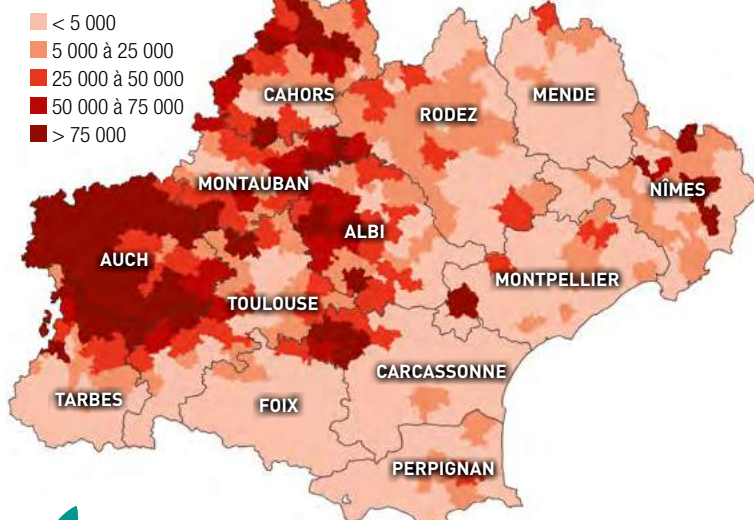 < 5 000
5 000 à 25 000
25 000 à 50 000
50 000 à 75 000
> 75 000
CAHORS
RODEZ
MENDE
MONTAUBAN
NÎMES
ALBI
AUCH
MONTPELLIER
TOULOUSE
CARCASSONNE
TARBES
FOIX
PERPIGNAN